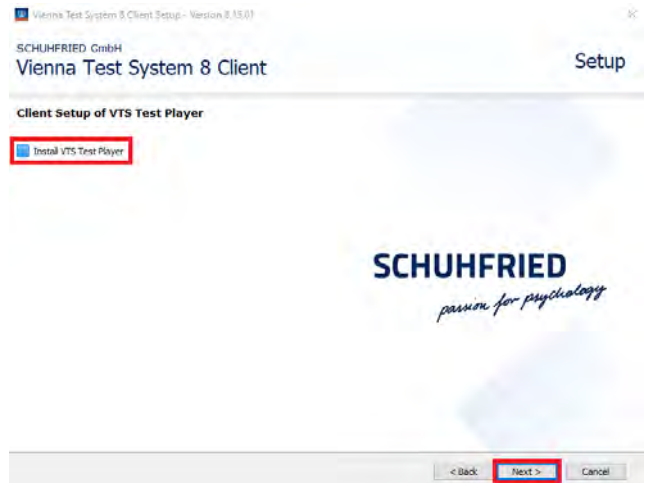 Vienna Test System 8 Client Setup - Version 8.15.01
SCHUHFRIED GmbH
Vienna Test System 8 Client
Setup
Client Setup of VTS Test Player
Install VTS Test Player
SCHUHFRIED
passion for psychology
< Back
Next >
Cancel